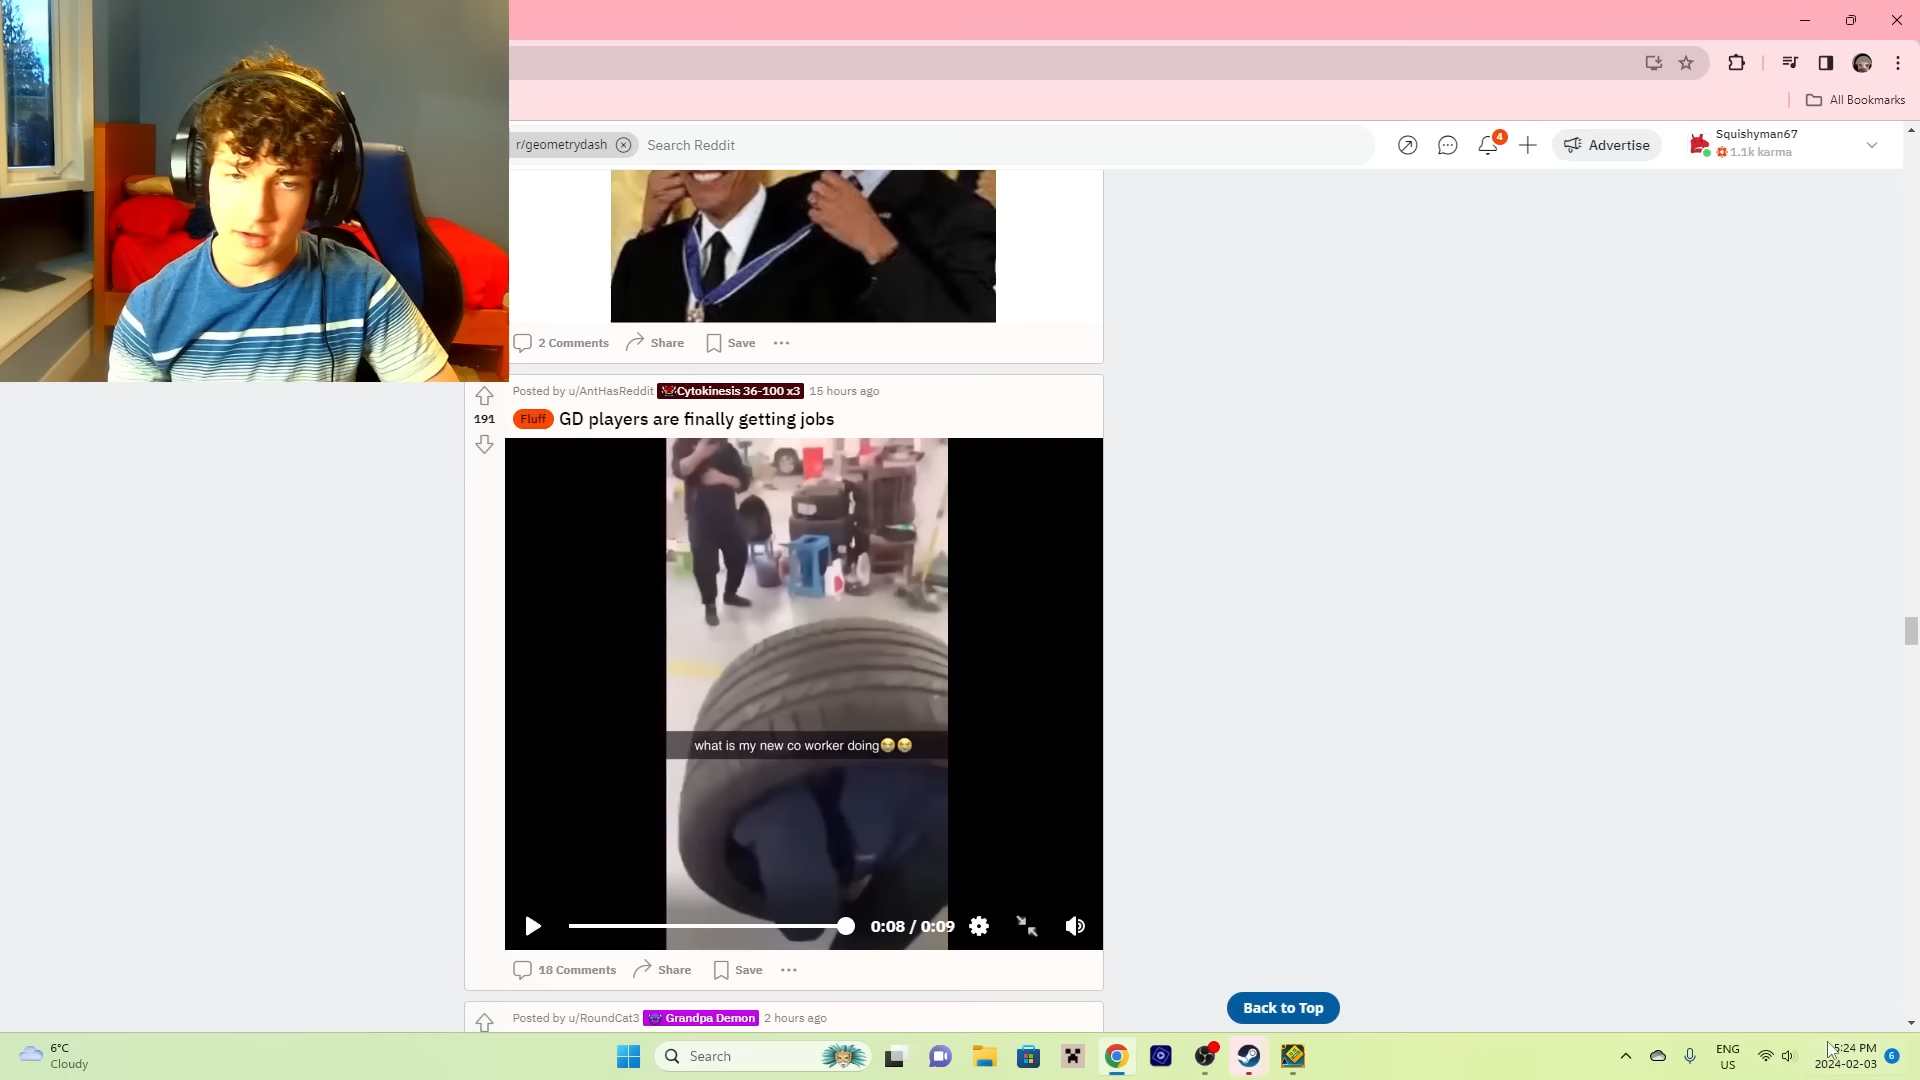 All Bookmarks
r/geometrydash
Search Reddit
4
Advertise
Squishyman67
1.1k karma
2 Comments
Share
Save
Posted by u/AntHasReddit Cytokinesis 36-100 x3 15 hours ago
191
Fluff GD players are finally getting jobs
what is my new co worker doing😭😭
0:08 / 0:09
18 Comments
Share
Save
Back to Top
Posted by u/RoundCat3 Grandpa Demon 2 hours ago
6°C
Cloudy
Search
ENG
US
5:24 PM
2024-02-03
6